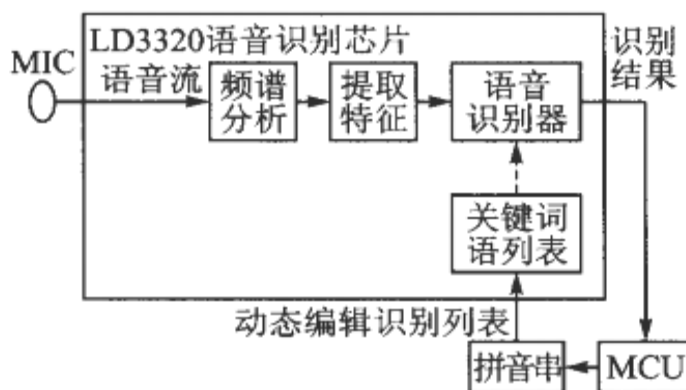 LD3320语音识别芯片
MIC
语音流
频谱
分析
提取
特征
语音
识别器
识别
结果
关键词
语列表
动态编辑识别列表
拼音串
MCU